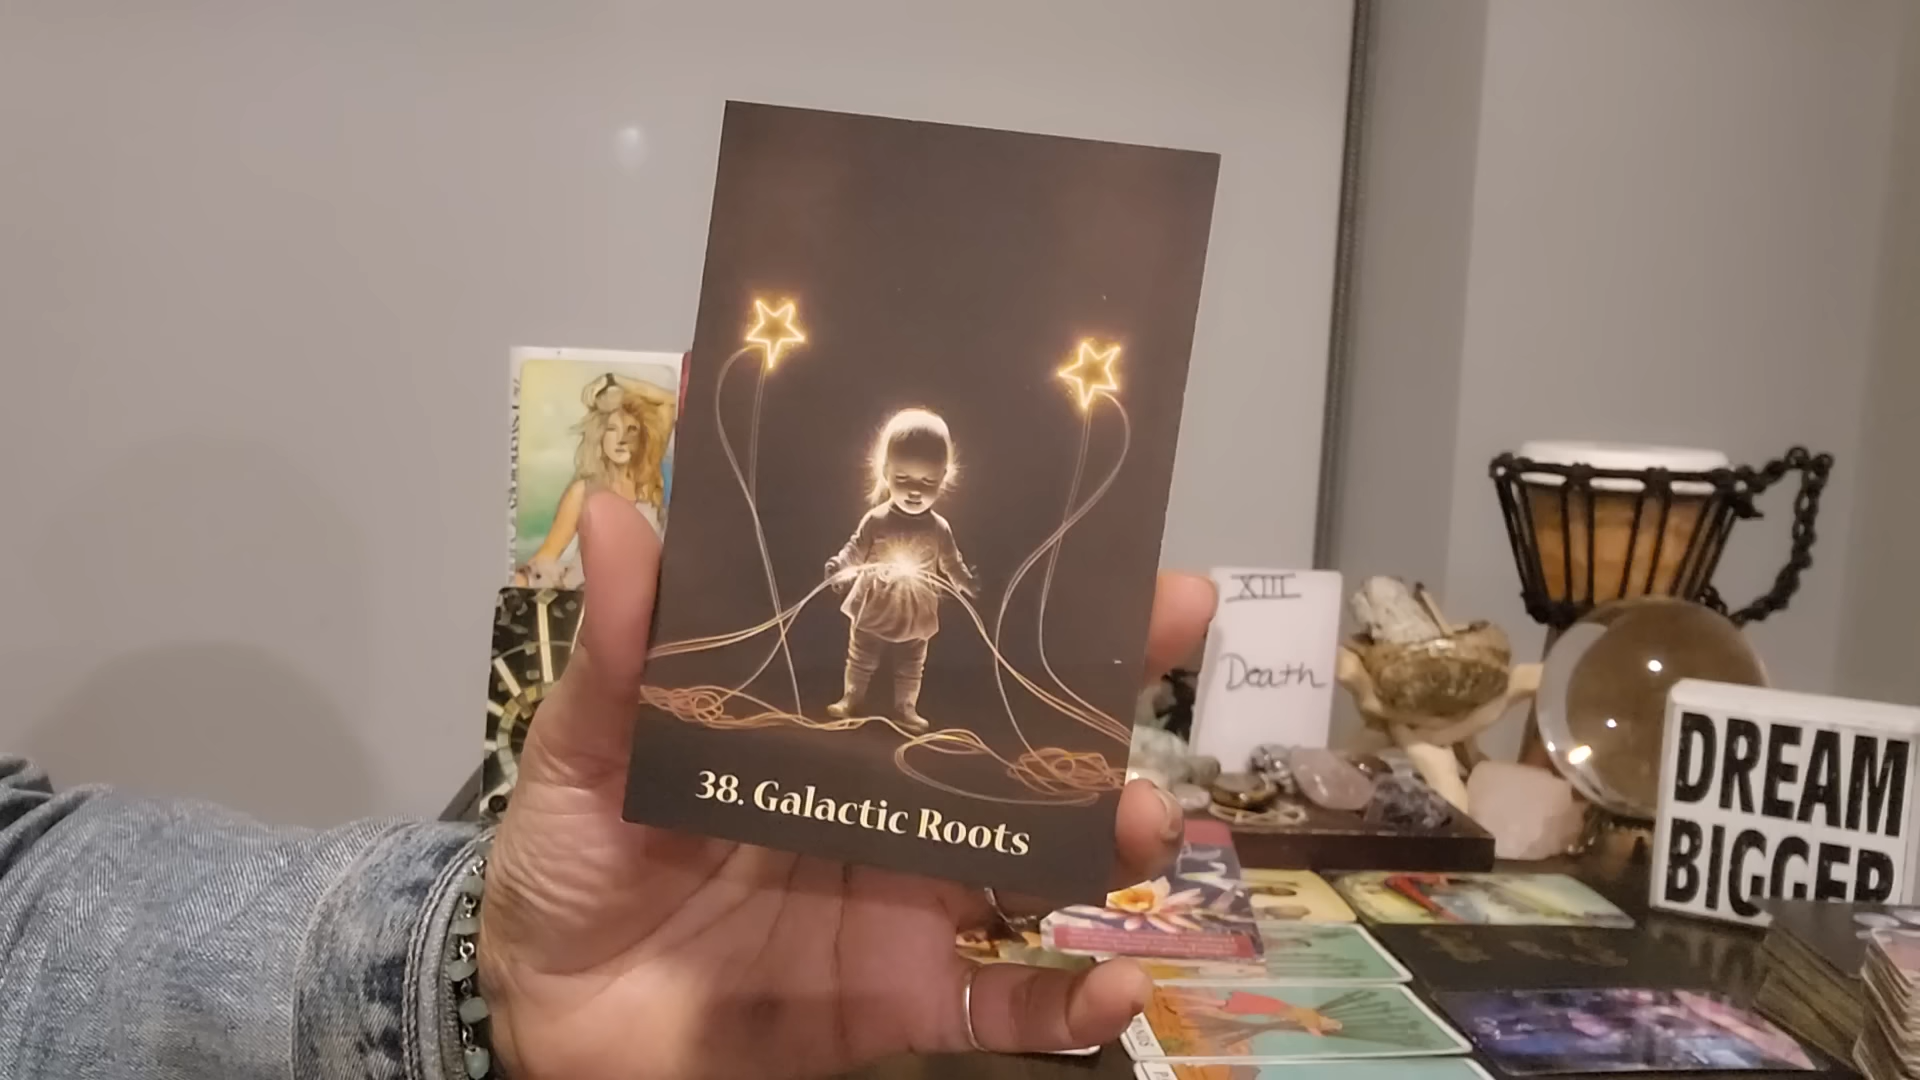 38. Galactic Roots
XIII
Death
DREAM
BIGGER